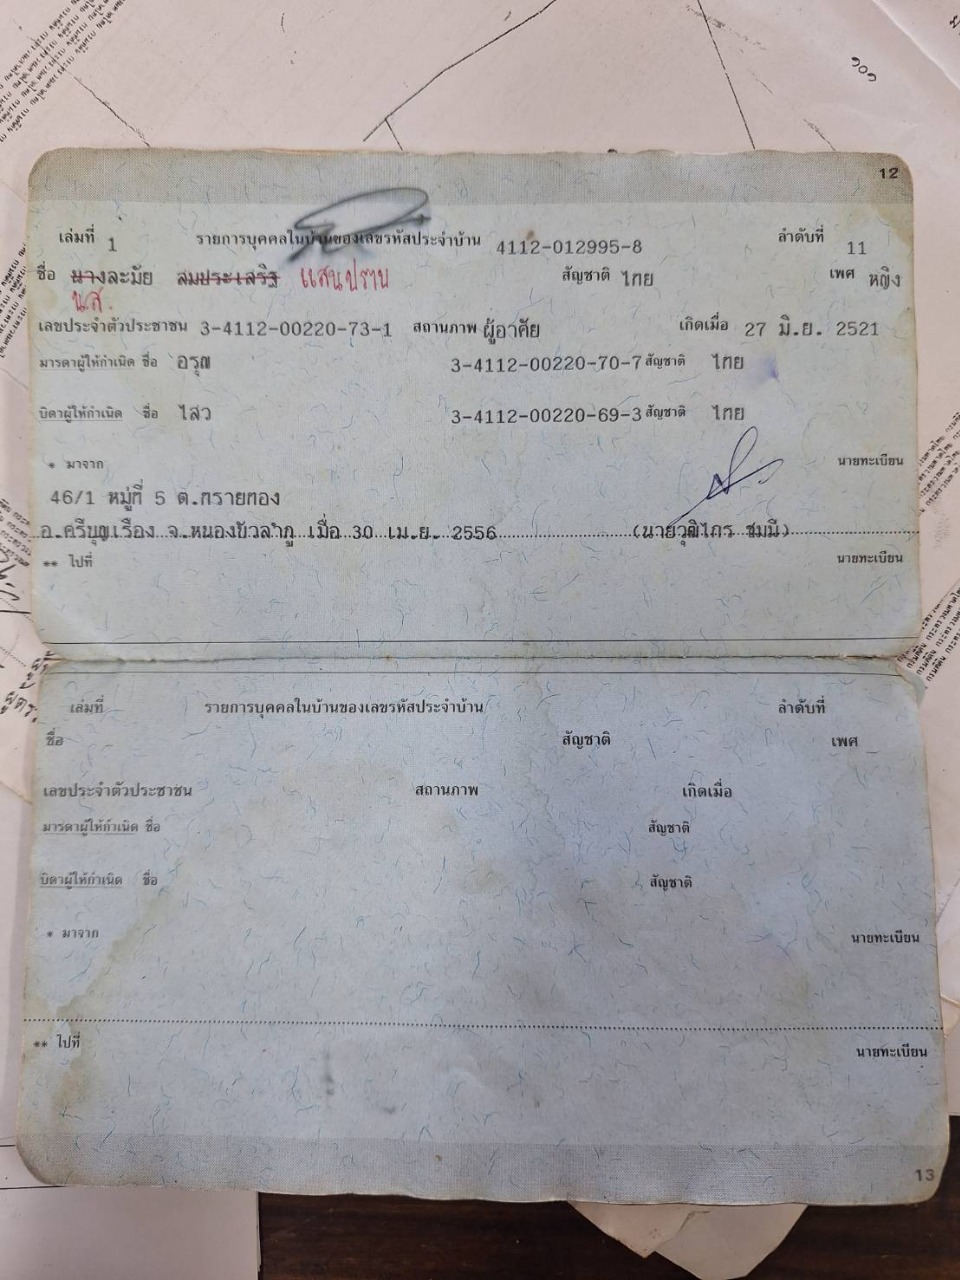 12
เล่มที่ 1 รายการบุคคลในบ้านของเลขรหัสประจำบ้าน 4112-012995-8 ลำดับที่ 11
ชื่อ นางละมัย สมประเสริฐ แสนปราบ สัญชาติ ไทย เพศ หญิง
น.ส.
เลขประจำตัวประชาชน 3-4112-00220-73-1 สถานภาพ ผู้อาศัย เกิดเมื่อ 27 มิ.ย. 2521
มารดาผู้ให้กำเนิด ชื่อ อรุณ 3-4112-00220-70-7 สัญชาติ ไทย
บิดาผู้ให้กำเนิด ชื่อ ไสว 3-4112-00220-69-3 สัญชาติ ไทย
* มาจาก นายทะเบียน
46/1 หมู่ที่ 5 ต.ทรายทอง
อ.ศรีบุญเรือง จ.หนองบัวลำภู เมื่อ 30 เม.ย. 2556 (นายวุฒิไกร ชมมี)
** ไปที่ นายทะเบียน
เล่มที่ รายการบุคคลในบ้านของเลขรหัสประจำบ้าน ลำดับที่
ชื่อ สัญชาติ เพศ
เลขประจำตัวประชาชน สถานภาพ เกิดเมื่อ
มารดาผู้ให้กำเนิด ชื่อ สัญชาติ
บิดาผู้ให้กำเนิด ชื่อ สัญชาติ
* มาจาก นายทะเบียน
** ไปที่ นายทะเบียน
13